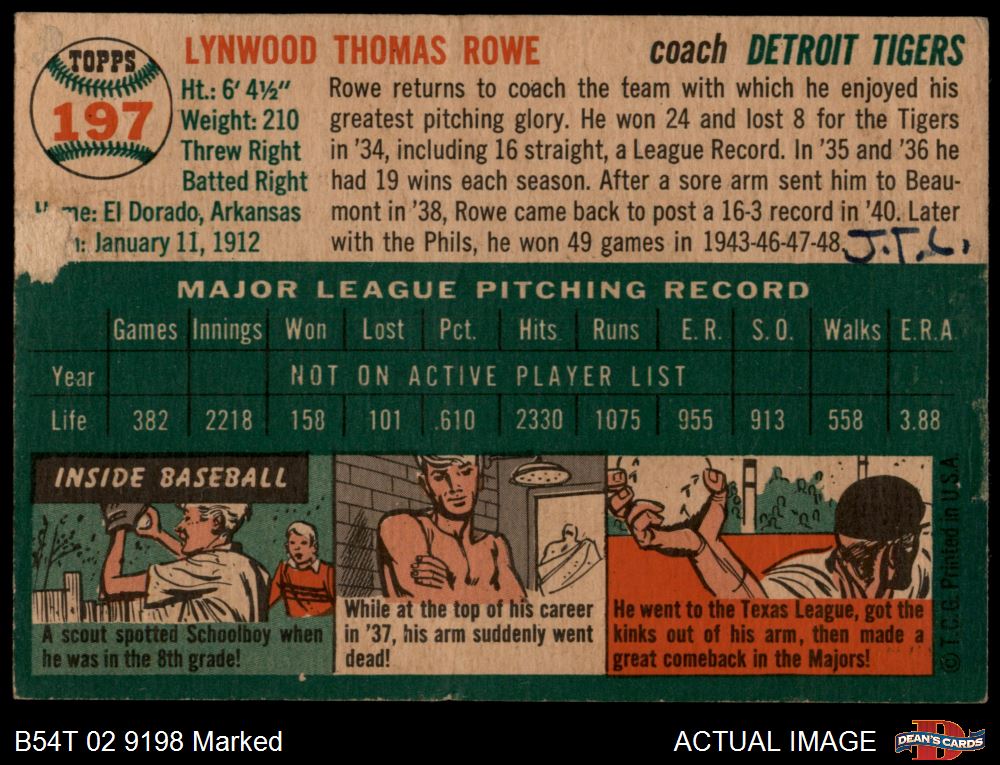 TOPPS
197
LYNWOOD THOMAS ROWE
coach DETROIT TIGERS
Ht.: 6' 4½"
Weight: 210
Threw Right
Batted Right
me: El Dorado, Arkansas
: January 11, 1912
Rowe returns to coach the team with which he enjoyed his
greatest pitching glory. He won 24 and lost 8 for the Tigers
in '34, including 16 straight, a League Record. In '35 and '36 he
had 19 wins each season. After a sore arm sent him to Beau-
mont in '38, Rowe came back to post a 16-3 record in '40. Later
with the Phils, he won 49 games in 1943-46-47-48.
J.T.L.
MAJOR LEAGUE PITCHING RECORD
Games Innings Won Lost Pct. Hits Runs E.R. S.O. Walks E.R.A.
Year NOT ON ACTIVE PLAYER LIST
Life 382 2218 158 101 .610 2330 1075 955 913 558 3.88
INSIDE BASEBALL
A scout spotted Schoolboy when
he was in the 8th grade!
While at the top of his career
in '37, his arm suddenly went
dead!
He went to the Texas League, got the
kinks out of his arm, then made a
great comeback in the Majors!
© T.C.G. Printed in U.S.A.
B54T 02 9198 Marked
ACTUAL IMAGE
DEAN'S CARDS